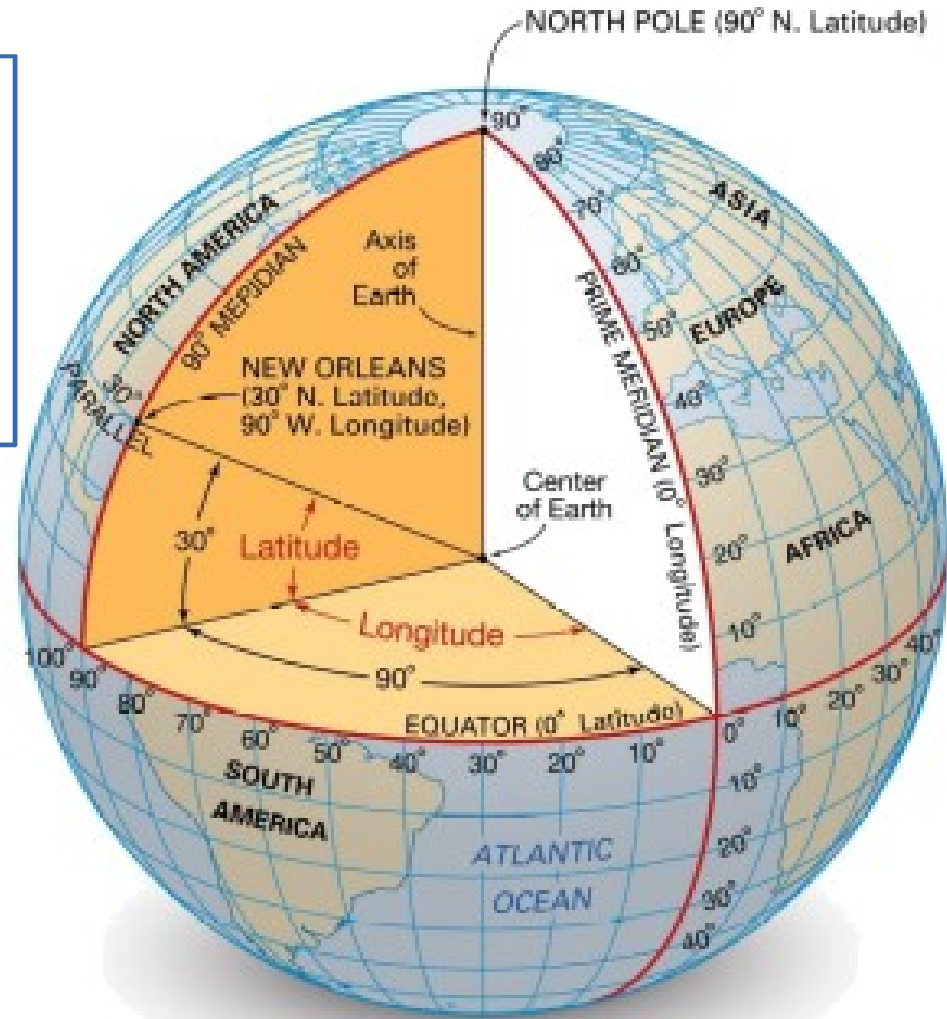 NORTH POLE (90° N. Latitude)
90°
80°
70°
60°
50°
40°
30°
20°
10°
ASIA
EUROPE
AFRICA
NORTH AMERICA
90° MERIDIAN
Axis
of
Earth
PRIME MERIDIAN (0° Longitude)
NEW ORLEANS
(30° N. Latitude,
90° W. Longitude)
30°
PARALLEL
Center
of Earth
30°
Latitude
Longitude
90°
EQUATOR (0° Latitude)
100°
90°
80°
70°
60°
50°
40°
30°
20°
10°
0°
10°
20°
30°
40°
SOUTH
AMERICA
ATLANTIC
OCEAN
10°
20°
30°
40°